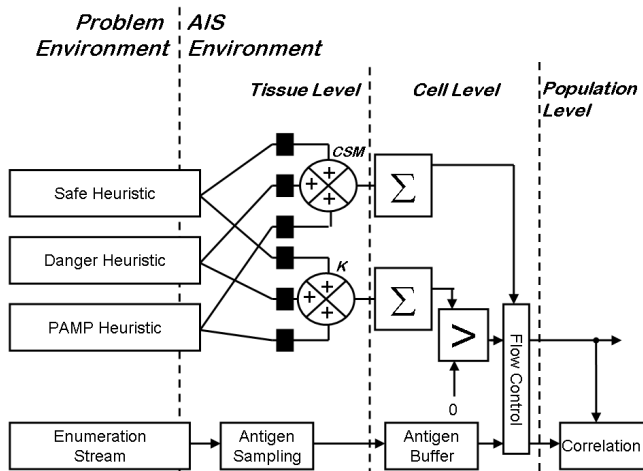 Problem Environment
AIS Environment
Tissue Level
Cell Level
Population Level
CSM
+
+ +
Σ
Safe Heuristic
Danger Heuristic
PAMP Heuristic
K
+
+ +
Σ
>
0
Flow Control
Enumeration Stream
Antigen Sampling
Antigen Buffer
Correlation